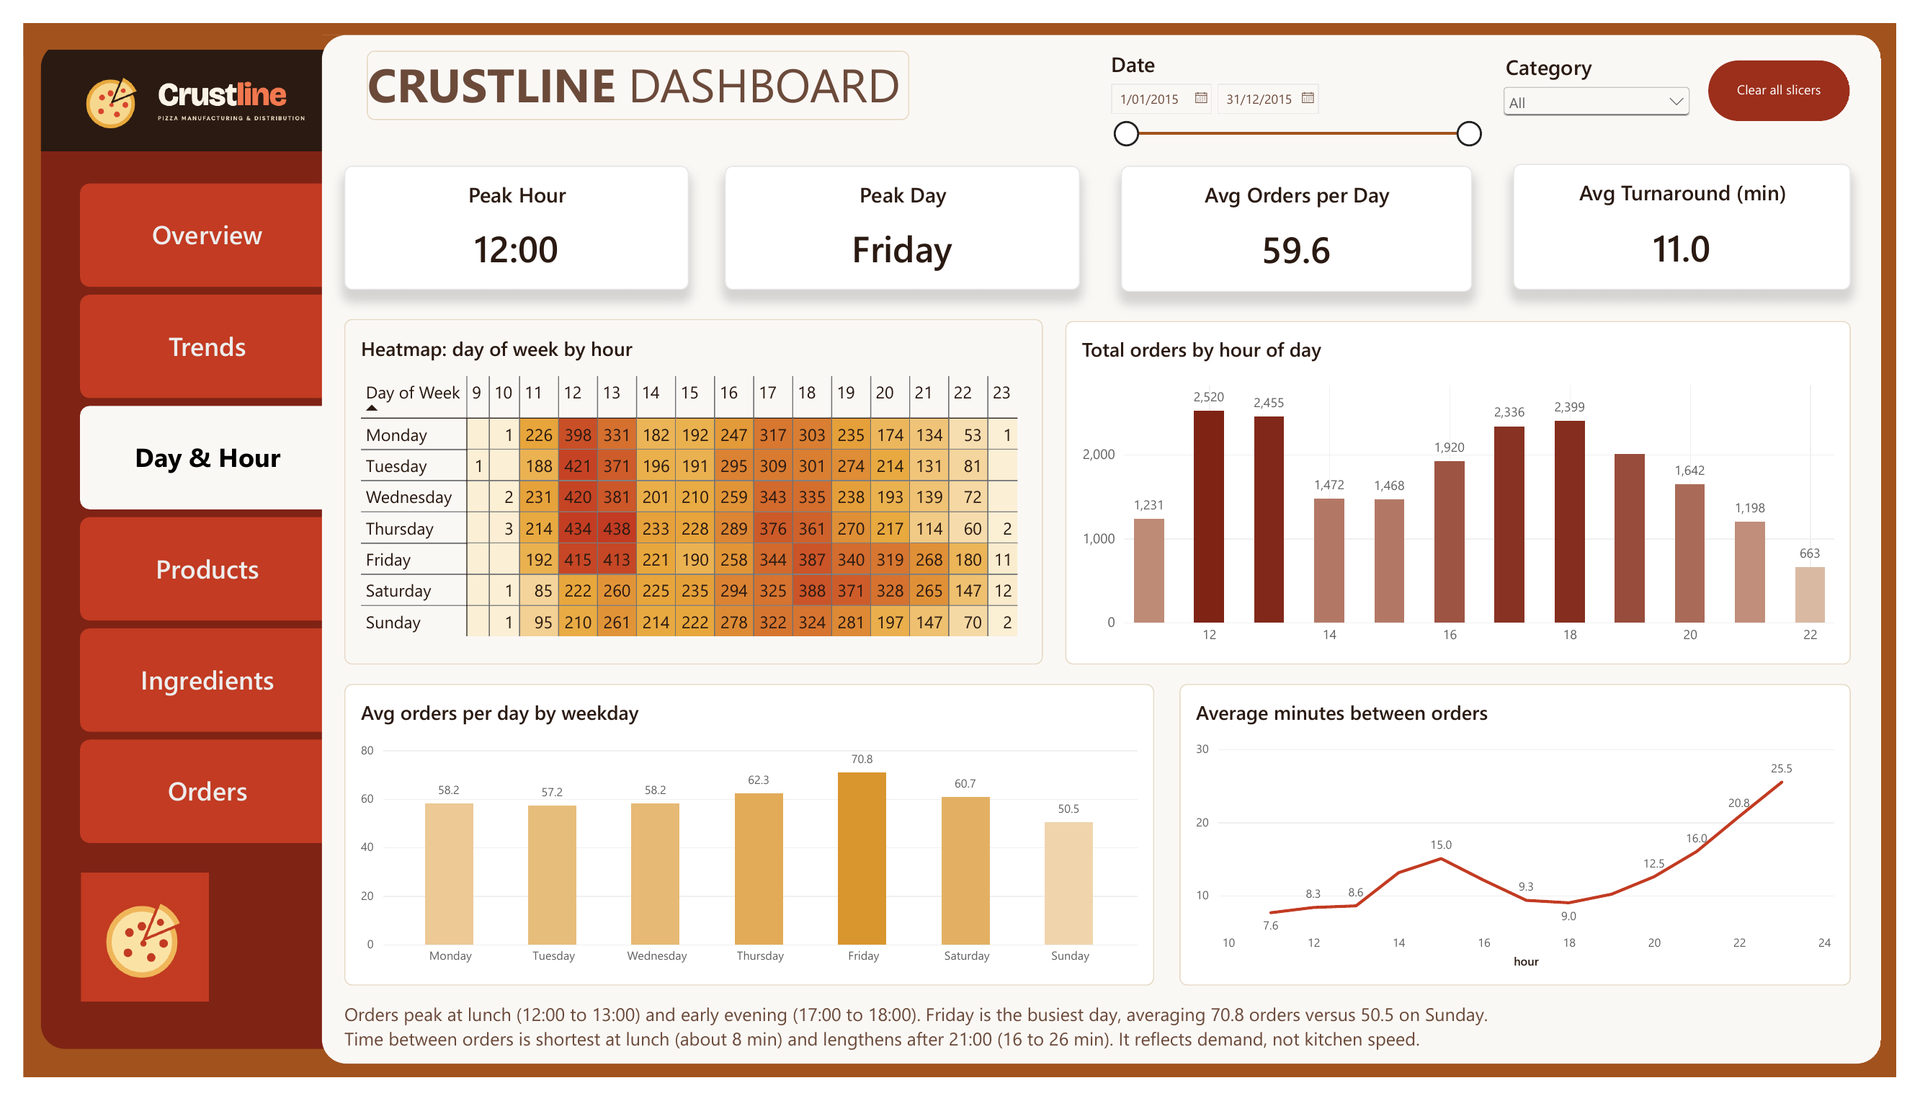 Crustline
PIZZA MANUFACTURING & DISTRIBUTION
Overview
Trends
Day & Hour
Products
Ingredients
Orders
CRUSTLINE DASHBOARD
Date
1/01/2015 31/12/2015
Category
All
Clear all slicers
Peak Hour
12:00
Peak Day
Friday
Avg Orders per Day
59.6
Avg Turnaround (min)
11.0
Heatmap: day of week by hour
Day of Week 9 10 11 12 13 14 15 16 17 18 19 20 21 22 23
Monday 1 226 398 331 182 192 247 317 303 235 174 134 53 1
Tuesday 1 188 421 371 196 191 295 309 301 274 214 131 81
Wednesday 2 231 420 381 201 210 259 343 335 238 193 139 72
Thursday 3 214 434 438 233 228 289 376 361 270 217 114 60 2
Friday 192 415 413 221 190 258 344 387 340 319 268 180 11
Saturday 1 85 222 260 225 235 294 325 388 371 328 265 147 12
Sunday 1 95 210 261 214 222 278 322 324 281 197 147 70 2
Total orders by hour of day
2,520 2,455 2,336 2,399
1,920
1,472 1,468 1,642
1,231 1,198
663
2,000
1,000
0
12 14 16 18 20 22
Avg orders per day by weekday
80
60
40
20
0
58.2 57.2 58.2 62.3 70.8 60.7 50.5
Monday Tuesday Wednesday Thursday Friday Saturday Sunday
Average minutes between orders
30
20
10
7.6 8.3 8.6 15.0 9.3 9.0 12.5 16.0 20.8 25.5
10 12 14 16 18 20 22 24
hour
Orders peak at lunch (12:00 to 13:00) and early evening (17:00 to 18:00). Friday is the busiest day, averaging 70.8 orders versus 50.5 on Sunday.
Time between orders is shortest at lunch (about 8 min) and lengthens after 21:00 (16 to 26 min). It reflects demand, not kitchen speed.